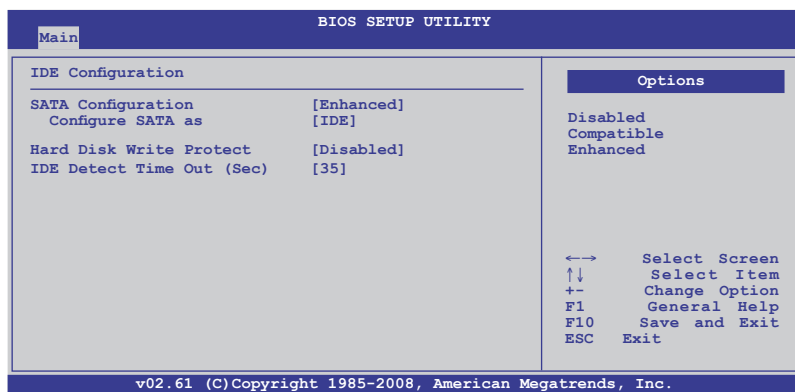 BIOS SETUP UTILITY
Main
IDE Configuration
SATA Configuration [Enhanced]
Configure SATA as [IDE]
Hard Disk Write Protect [Disabled]
IDE Detect Time Out (Sec) [35]
Options
Disabled
Compatible
Enhanced
←→ Select Screen
↑↓ Select Item
+- Change Option
F1 General Help
F10 Save and Exit
ESC Exit
v02.61 (C)Copyright 1985-2008, American Megatrends, Inc.